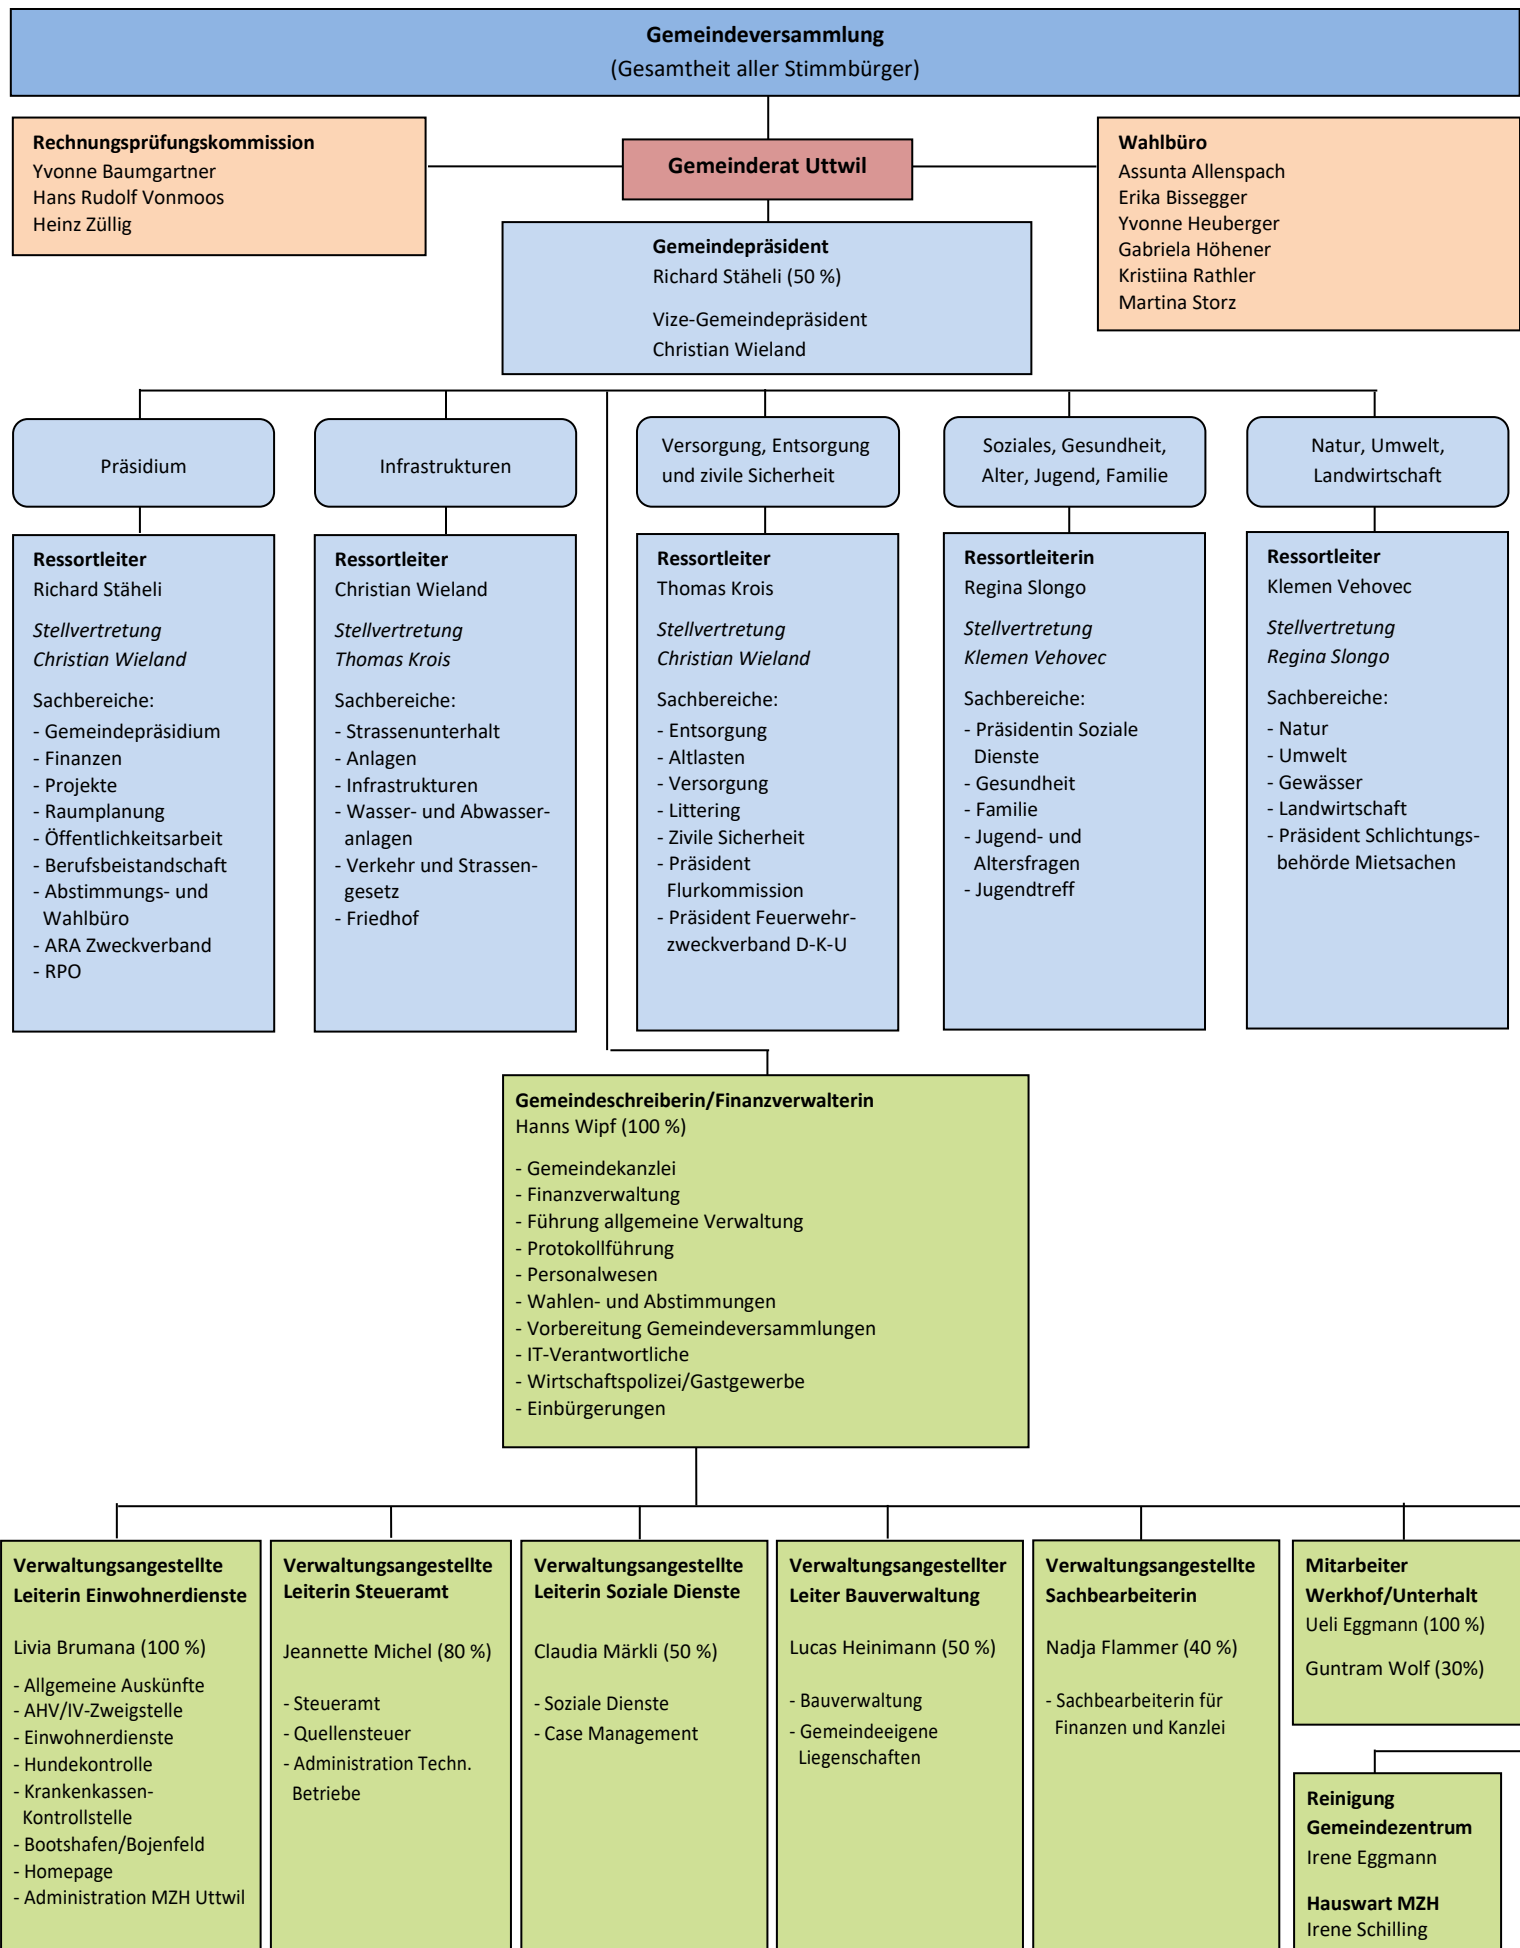 Gemeindeversammlung
(Gesamtheit aller Stimmbürger)
Rechnungsprüfungskommission
Yvonne Baumgartner
Hans Rudolf Vonmoos
Heinz Züllig
Gemeinderat Uttwil
Wahlbüro
Assunta Allenspach
Erika Bissegger
Yvonne Heuberger
Gabriela Höhener
Kristiina Rathler
Martina Storz
Gemeindepräsident
Richard Stäheli (50 %)
Vize-Gemeindepräsident
Christian Wieland
Präsidium
Infrastrukturen
Versorgung, Entsorgung
und zivile Sicherheit
Soziales, Gesundheit,
Alter, Jugend, Familie
Natur, Umwelt,
Landwirtschaft
Ressortleiter
Richard Stäheli
Stellvertretung
Christian Wieland
Sachbereiche:
- Gemeindepräsidium
- Finanzen
- Projekte
- Raumplanung
- Öffentlichkeitsarbeit
- Berufsbeistandschaft
- Abstimmungs- und
Wahlbüro
- ARA Zweckverband
- RPO
Ressortleiter
Christian Wieland
Stellvertretung
Thomas Krois
Sachbereiche:
- Strassenunterhalt
- Anlagen
- Infrastrukturen
- Wasser- und Abwasser-
anlagen
- Verkehr und Strassen-
gesetz
- Friedhof
Ressortleiter
Thomas Krois
Stellvertretung
Christian Wieland
Sachbereiche:
- Entsorgung
- Altlasten
- Versorgung
- Littering
- Zivile Sicherheit
- Präsident
Flurkommission
- Präsident Feuerwehr-
zweckverband D-K-U
Ressortleiterin
Regina Slongo
Stellvertretung
Klemen Vehovec
Sachbereiche:
- Präsidentin Soziale
Dienste
- Gesundheit
- Familie
- Jugend- und
Altersfragen
- Jugendtreff
Ressortleiter
Klemen Vehovec
Stellvertretung
Regina Slongo
Sachbereiche:
- Natur
- Umwelt
- Gewässer
- Landwirtschaft
- Präsident Schlichtungs-
behörde Mietsachen
Gemeindeschreiberin/Finanzverwalterin
Hanns Wipf (100 %)
- Gemeindekanzlei
- Finanzverwaltung
- Führung allgemeine Verwaltung
- Protokollführung
- Personalwesen
- Wahlen- und Abstimmungen
- Vorbereitung Gemeindeversammlungen
- IT-Verantwortliche
- Wirtschaftspolizei/Gastgewerbe
- Einbürgerungen
Verwaltungsangestellte
Leiterin Einwohnerdienste
Livia Brumana (100 %)
- Allgemeine Auskünfte
- AHV/IV-Zweigstelle
- Einwohnerdienste
- Hundekontrolle
- Krankenkassen-
Kontrollstelle
- Bootshafen/Bojenfeld
- Homepage
- Administration MZH Uttwil
Verwaltungsangestellte
Leiterin Steueramt
Jeannette Michel (80 %)
- Steueramt
- Quellensteuer
- Administration Techn.
Betriebe
Verwaltungsangestellte
Leiterin Soziale Dienste
Claudia Märkli (50 %)
- Soziale Dienste
- Case Management
Verwaltungsangestellter
Leiter Bauverwaltung
Lucas Heinimann (50 %)
- Bauverwaltung
- Gemeindeeigene
Liegenschaften
Verwaltungsangestellte
Sachbearbeiterin
Nadja Flammer (40 %)
- Sachbearbeiterin für
Finanzen und Kanzlei
Mitarbeiter
Werkhof/Unterhalt
Ueli Eggmann (100 %)
Guntram Wolf (30%)
Reinigung
Gemeindezentrum
Irene Eggmann
Hauswart MZH
Irene Schilling